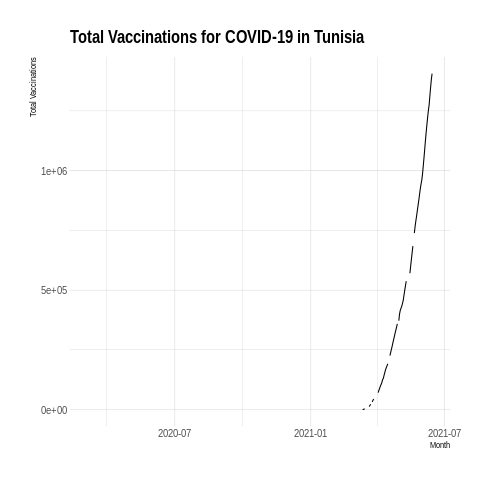 Total Vaccinations for COVID-19 in Tunisia
Total Vaccinations
1e+06
5e+05
0e+00
2020-07
2021-01
2021-07
Month